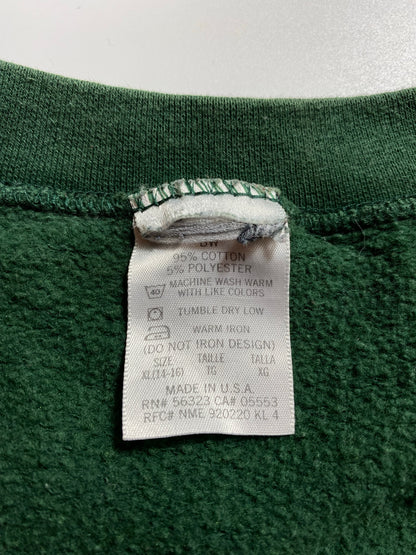 95% COTTON
5% POLYESTER
40 MACHINE WASH WARM
WITH LIKE COLORS
TUMBLE DRY LOW
WARM IRON
(DO NOT IRON DESIGN)
SIZE TAILLE TALLA
XL(14-16) TG XG
MADE IN U.S.A.
RN# 56323 CA# 05553
RFC# NME 920220 KL 4